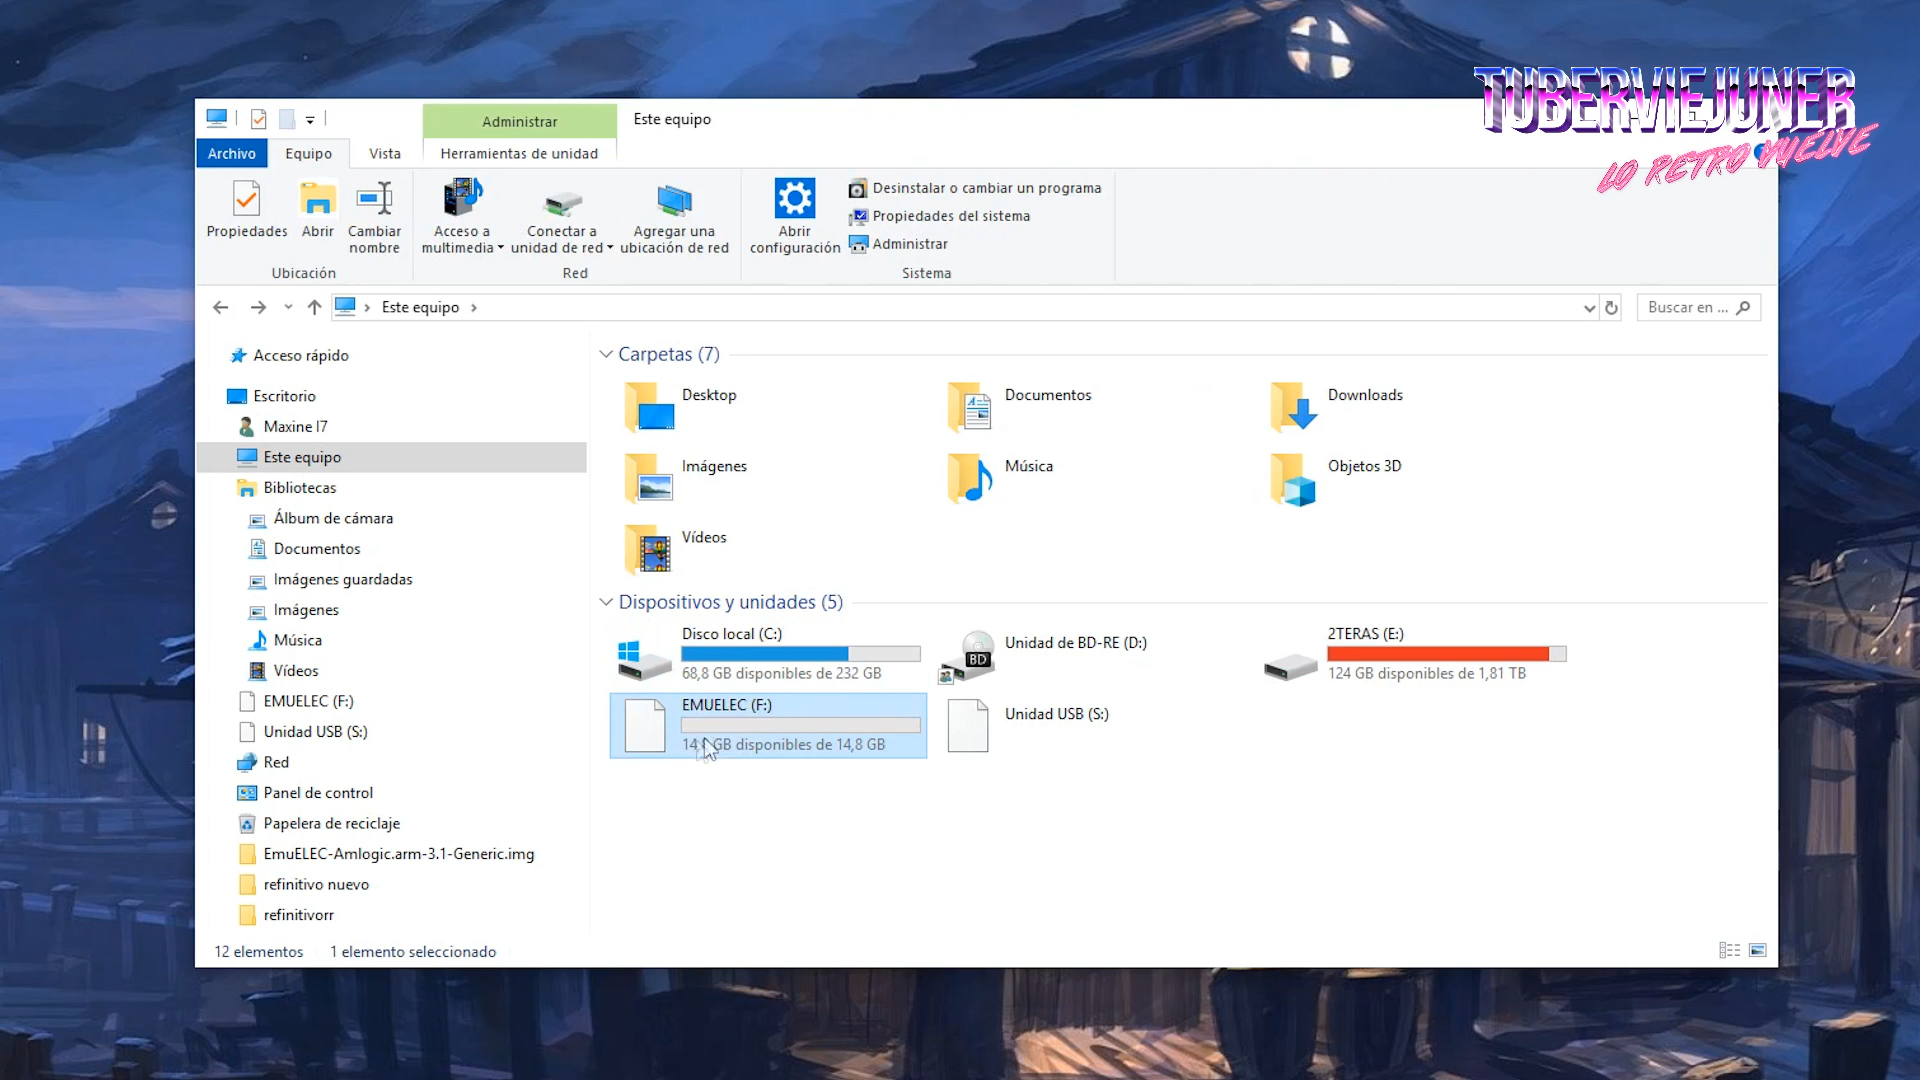 TUBERVIEJUNER
LO RETRO VUELVE
Administrar
Este equipo
Archivo
Equipo
Vista
Herramientas de unidad
Propiedades
Abrir
Cambiar
nombre
Acceso a
multimedia
Conectar a
unidad de red
Agregar una
ubicación de red
Abrir
configuración
Desinstalar o cambiar un programa
Propiedades del sistema
Administrar
Ubicación
Red
Sistema
Este equipo
Buscar en ...
Acceso rápido
Escritorio
Maxine I7
Este equipo
Bibliotecas
Álbum de cámara
Documentos
Imágenes guardadas
Imágenes
Música
Vídeos
EMUELEC (F:)
Unidad USB (S:)
Red
Panel de control
Papelera de reciclaje
EmuELEC-Amlogic.arm-3.1-Generic.img
refinitivo nuevo
refinitivorr
Carpetas (7)
Desktop
Documentos
Downloads
Imágenes
Música
Objetos 3D
Vídeos
Dispositivos y unidades (5)
Disco local (C:)
68,8 GB disponibles de 232 GB
BD
Unidad de BD-RE (D:)
2TERAS (E:)
124 GB disponibles de 1,81 TB
EMUELEC (F:)
GB disponibles de 14,8 GB
Unidad USB (S:)
12 elementos
1 elemento seleccionado